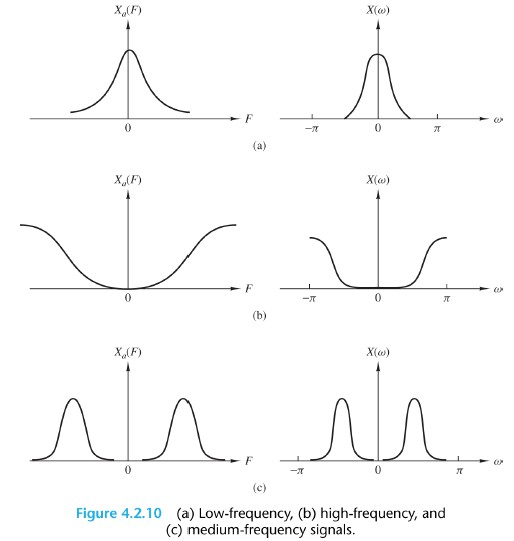 Xₐ(F) X(ω)
F −π 0 π ω
0
(a)
Xₐ(F) X(ω)
F −π 0 π ω
0
(b)
Xₐ(F) X(ω)
F −π 0 π ω
0
(c)
Figure 4.2.10 (a) Low-frequency, (b) high-frequency, and
(c) medium-frequency signals.